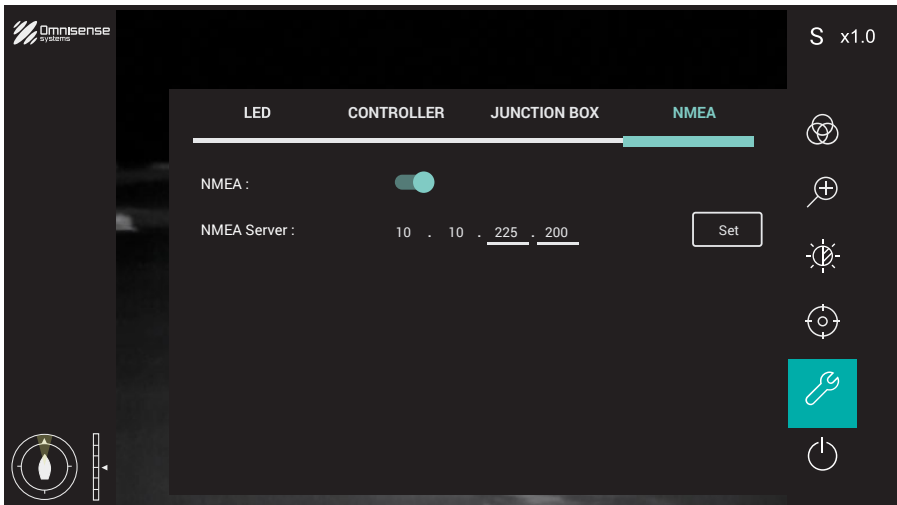 Omnisense
systems
S x1.0
LED CONTROLLER JUNCTION BOX NMEA
NMEA :
NMEA Server : 10 . 10 . 225 . 200 Set